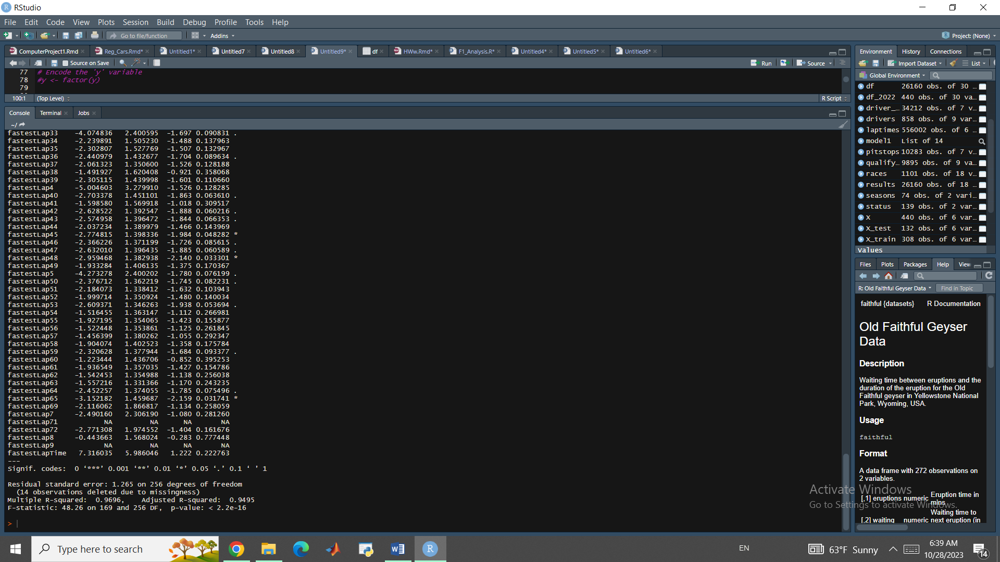 RStudio
File Edit Code View Plots Session Build Debug Profile Tools Help
Go to file/function Addins Project: (None)
ComputerProject1.Rmd Reg_Cars.Rmd* Untitled1* Untitled7 Untitled8 Untitled9* df HWw.Rmd* F1_Analysis.R* Untitled4* Untitled5* Untitled6*
Source on Save Run Source
77 # Encode the 'y' variable
78 #y <- factor(y)
79
100:1 (Top Level) R Script
Console Terminal Jobs
~/
fastestLap33 -4.074836 2.400595 -1.697 0.090831 .
fastestLap34 -2.239891 1.505230 -1.488 0.137963
fastestLap35 -2.302807 1.527769 -1.507 0.132967
fastestLap36 -2.440979 1.432677 -1.704 0.089634 .
fastestLap37 -2.061323 1.350600 -1.526 0.128188
fastestLap38 -1.491927 1.620408 -0.921 0.358068
fastestLap39 -2.305115 1.439998 -1.601 0.110660
fastestLap4 -5.004603 3.279910 -1.526 0.128285
fastestLap40 -2.703378 1.451101 -1.863 0.063610 .
fastestLap41 -1.598580 1.569918 -1.018 0.309517
fastestLap42 -2.628522 1.392547 -1.888 0.060216 .
fastestLap43 -2.574958 1.396472 -1.844 0.066353 .
fastestLap44 -2.037234 1.389979 -1.466 0.143969
fastestLap45 -2.774815 1.398336 -1.984 0.048282 *
fastestLap46 -2.366226 1.371199 -1.726 0.085615 .
fastestLap47 -2.632010 1.396435 -1.885 0.060589 .
fastestLap48 -2.959468 1.382938 -2.140 0.033301 *
fastestLap49 -1.933284 1.406135 -1.375 0.170367
fastestLap5 -4.273278 2.400202 -1.780 0.076199 .
fastestLap50 -2.376712 1.362219 -1.745 0.082231 .
fastestLap51 -2.184073 1.338412 -1.632 0.103943
fastestLap52 -1.999714 1.350924 -1.480 0.140034
fastestLap53 -2.609371 1.346263 -1.938 0.053694 .
fastestLap54 -1.516455 1.363147 -1.112 0.266981
fastestLap55 -1.927195 1.354065 -1.423 0.155877
fastestLap56 -1.522448 1.353861 -1.125 0.261845
fastestLap57 -1.456399 1.380262 -1.055 0.292347
fastestLap58 -1.904074 1.402523 -1.358 0.175784
fastestLap59 -2.320628 1.377944 -1.684 0.093377 .
fastestLap60 -1.223444 1.436706 -0.852 0.395253
fastestLap61 -1.936549 1.357035 -1.427 0.154786
fastestLap62 -1.542453 1.354988 -1.138 0.256038
fastestLap63 -1.557216 1.331366 -1.170 0.243235
fastestLap64 -2.452257 1.374055 -1.785 0.075496 .
fastestLap65 -3.152182 1.459687 -2.159 0.031741 *
fastestLap69 -2.116062 1.866817 -1.134 0.258059
fastestLap7 -2.490160 2.306190 -1.080 0.281260
fastestLap71 NA NA NA NA
fastestLap72 -2.771308 1.974552 -1.404 0.161676
fastestLap8 -0.443663 1.568024 -0.283 0.777448
fastestLap9 NA NA NA NA
fastestLapTime 7.316035 5.986046 1.222 0.222763
---
Signif. codes: 0 ‘***’ 0.001 ‘**’ 0.01 ‘*’ 0.05 ‘.’ 0.1 ‘ ’ 1
Residual standard error: 1.265 on 256 degrees of freedom
(14 observations deleted due to missingness)
Multiple R-squared: 0.9696, Adjusted R-squared: 0.9495
F-statistic: 48.26 on 169 and 256 DF, p-value: < 2.2e-16
>
Environment History Connections
Import Dataset List
Global Environment
df 26160 obs. of 30 …
df_2022 440 obs. of 30 va…
driver_… 34212 obs. of 7 v…
drivers 858 obs. of 9 var…
laptimes 556002 obs. of 6 …
model1 List of 14
pitstops 10283 obs. of 7 v…
qualify… 9895 obs. of 9 va…
races 1101 obs. of 18 v…
results 26160 obs. of 18 …
seasons 74 obs. of 2 vari…
status 139 obs. of 2 var…
X 440 obs. of 6 var…
X_test 132 obs. of 6 var…
X_train 308 obs. of 6 var…
Values
Files Plots Packages Help View
R: Old Faithful Geyser Data Find in Topic
faithful {datasets} R Documentation
Old Faithful Geyser
Data
Description
Waiting time between eruptions and the
duration of the eruption for the Old
Faithful geyser in Yellowstone National
Park, Wyoming, USA.
Usage
faithful
Format
A data frame with 272 observations on
2 variables.
[,1] eruptions numeric Eruption time in
mins
[,2] waiting numeric Waiting time to
next eruption (in
Activate Windows
Go to Settings to activate Windows.
Type here to search
EN
63°F Sunny
6:39 AM
10/28/2023
14